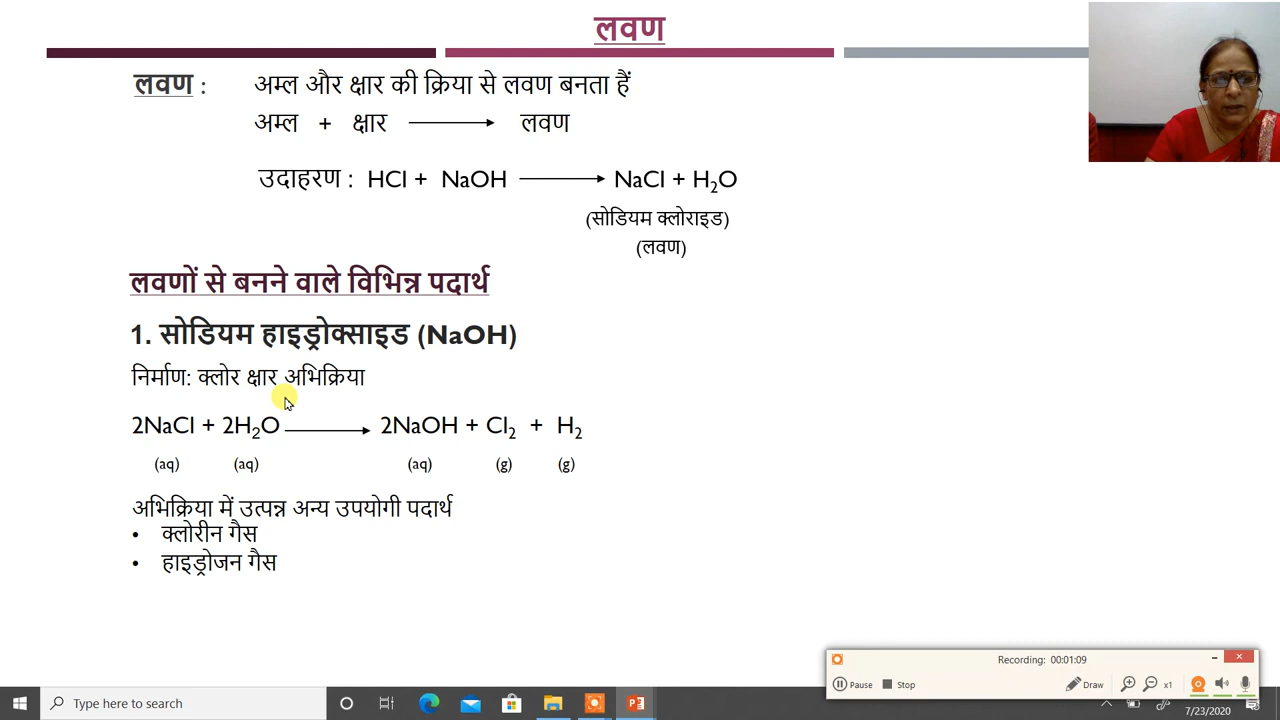 लवण
लवण : अम्ल और क्षार की क्रिया से लवण बनता हैं
अम्ल + क्षार ⟶ लवण
उदाहरण : HCl + NaOH ⟶ NaCl + H₂O
(सोडियम क्लोराइड)
(लवण)
लवणों से बनने वाले विभिन्न पदार्थ
1. सोडियम हाइड्रोक्साइड (NaOH)
निर्माण: क्लोर क्षार अभिक्रिया
2NaCl + 2H₂O ⟶ 2NaOH + Cl₂ + H₂
(aq) (aq) (aq) (g) (g)
अभिक्रिया में उत्पन्न अन्य उपयोगी पदार्थ
• क्लोरीन गैस
• हाइड्रोजन गैस
Recording: 00:01:09
Pause Stop Draw x1
Type here to search
7/23/2020